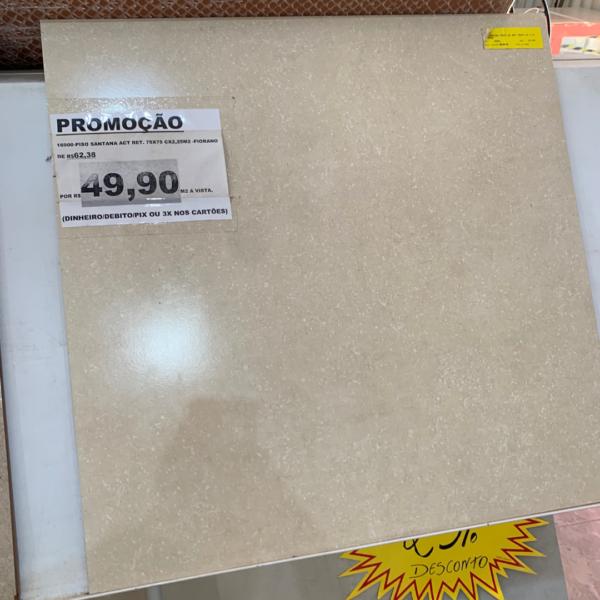 PROMOÇÃO
16900-PISO SANTANA ACT RET. 75X75 CX2,25M2 -FIORANO
DE R$62,38
POR R$ 49,90 M2 Á VISTA.
(DINHEIRO/DEBITO/PIX OU 3X NOS CARTÕES)
DESCONTO